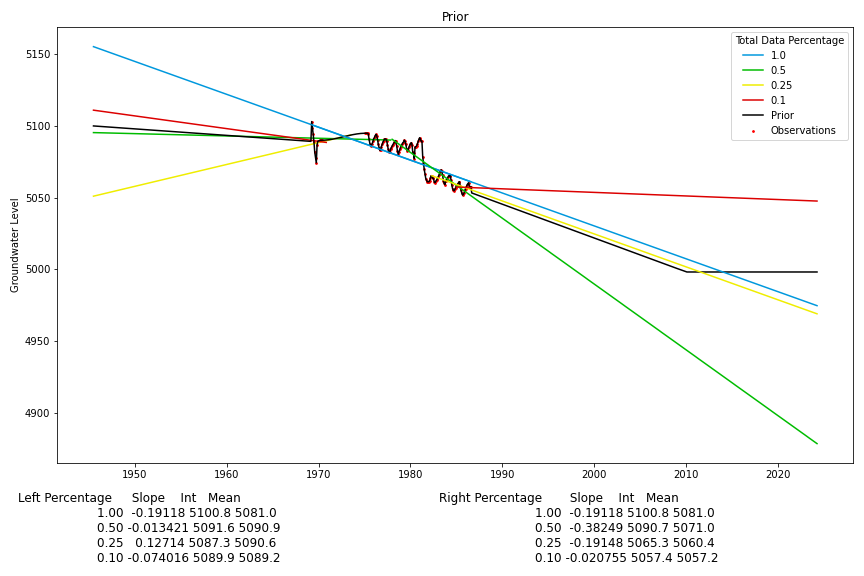 Prior
Total Data Percentage
1.0
0.5
0.25
0.1
Prior
Observations
Groundwater Level
5150
5100
5050
5000
4950
4900
1950 1960 1970 1980 1990 2000 2010 2020
Left Percentage Slope Int Mean
1.00 -0.19118 5100.8 5081.0
0.50 -0.013421 5091.6 5090.9
0.25 0.12714 5087.3 5090.6
0.10 -0.074016 5089.9 5089.2
Right Percentage Slope Int Mean
1.00 -0.19118 5100.8 5081.0
0.50 -0.38249 5090.7 5071.0
0.25 -0.19148 5065.3 5060.4
0.10 -0.020755 5057.4 5057.2